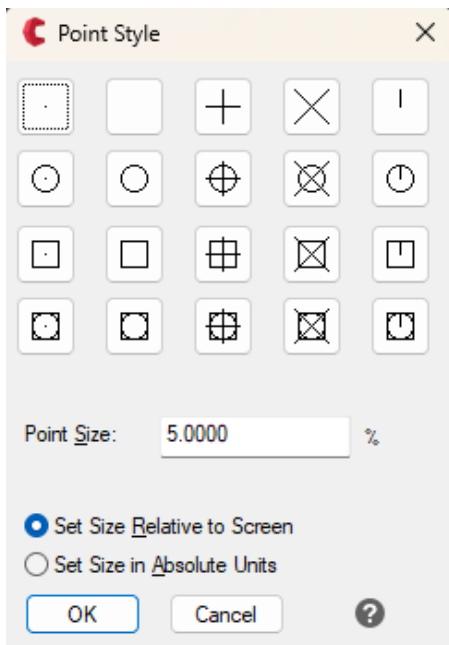 Point Style
Point Size: 5.0000 %
Set Size Relative to Screen
Set Size in Absolute Units
OK Cancel ?